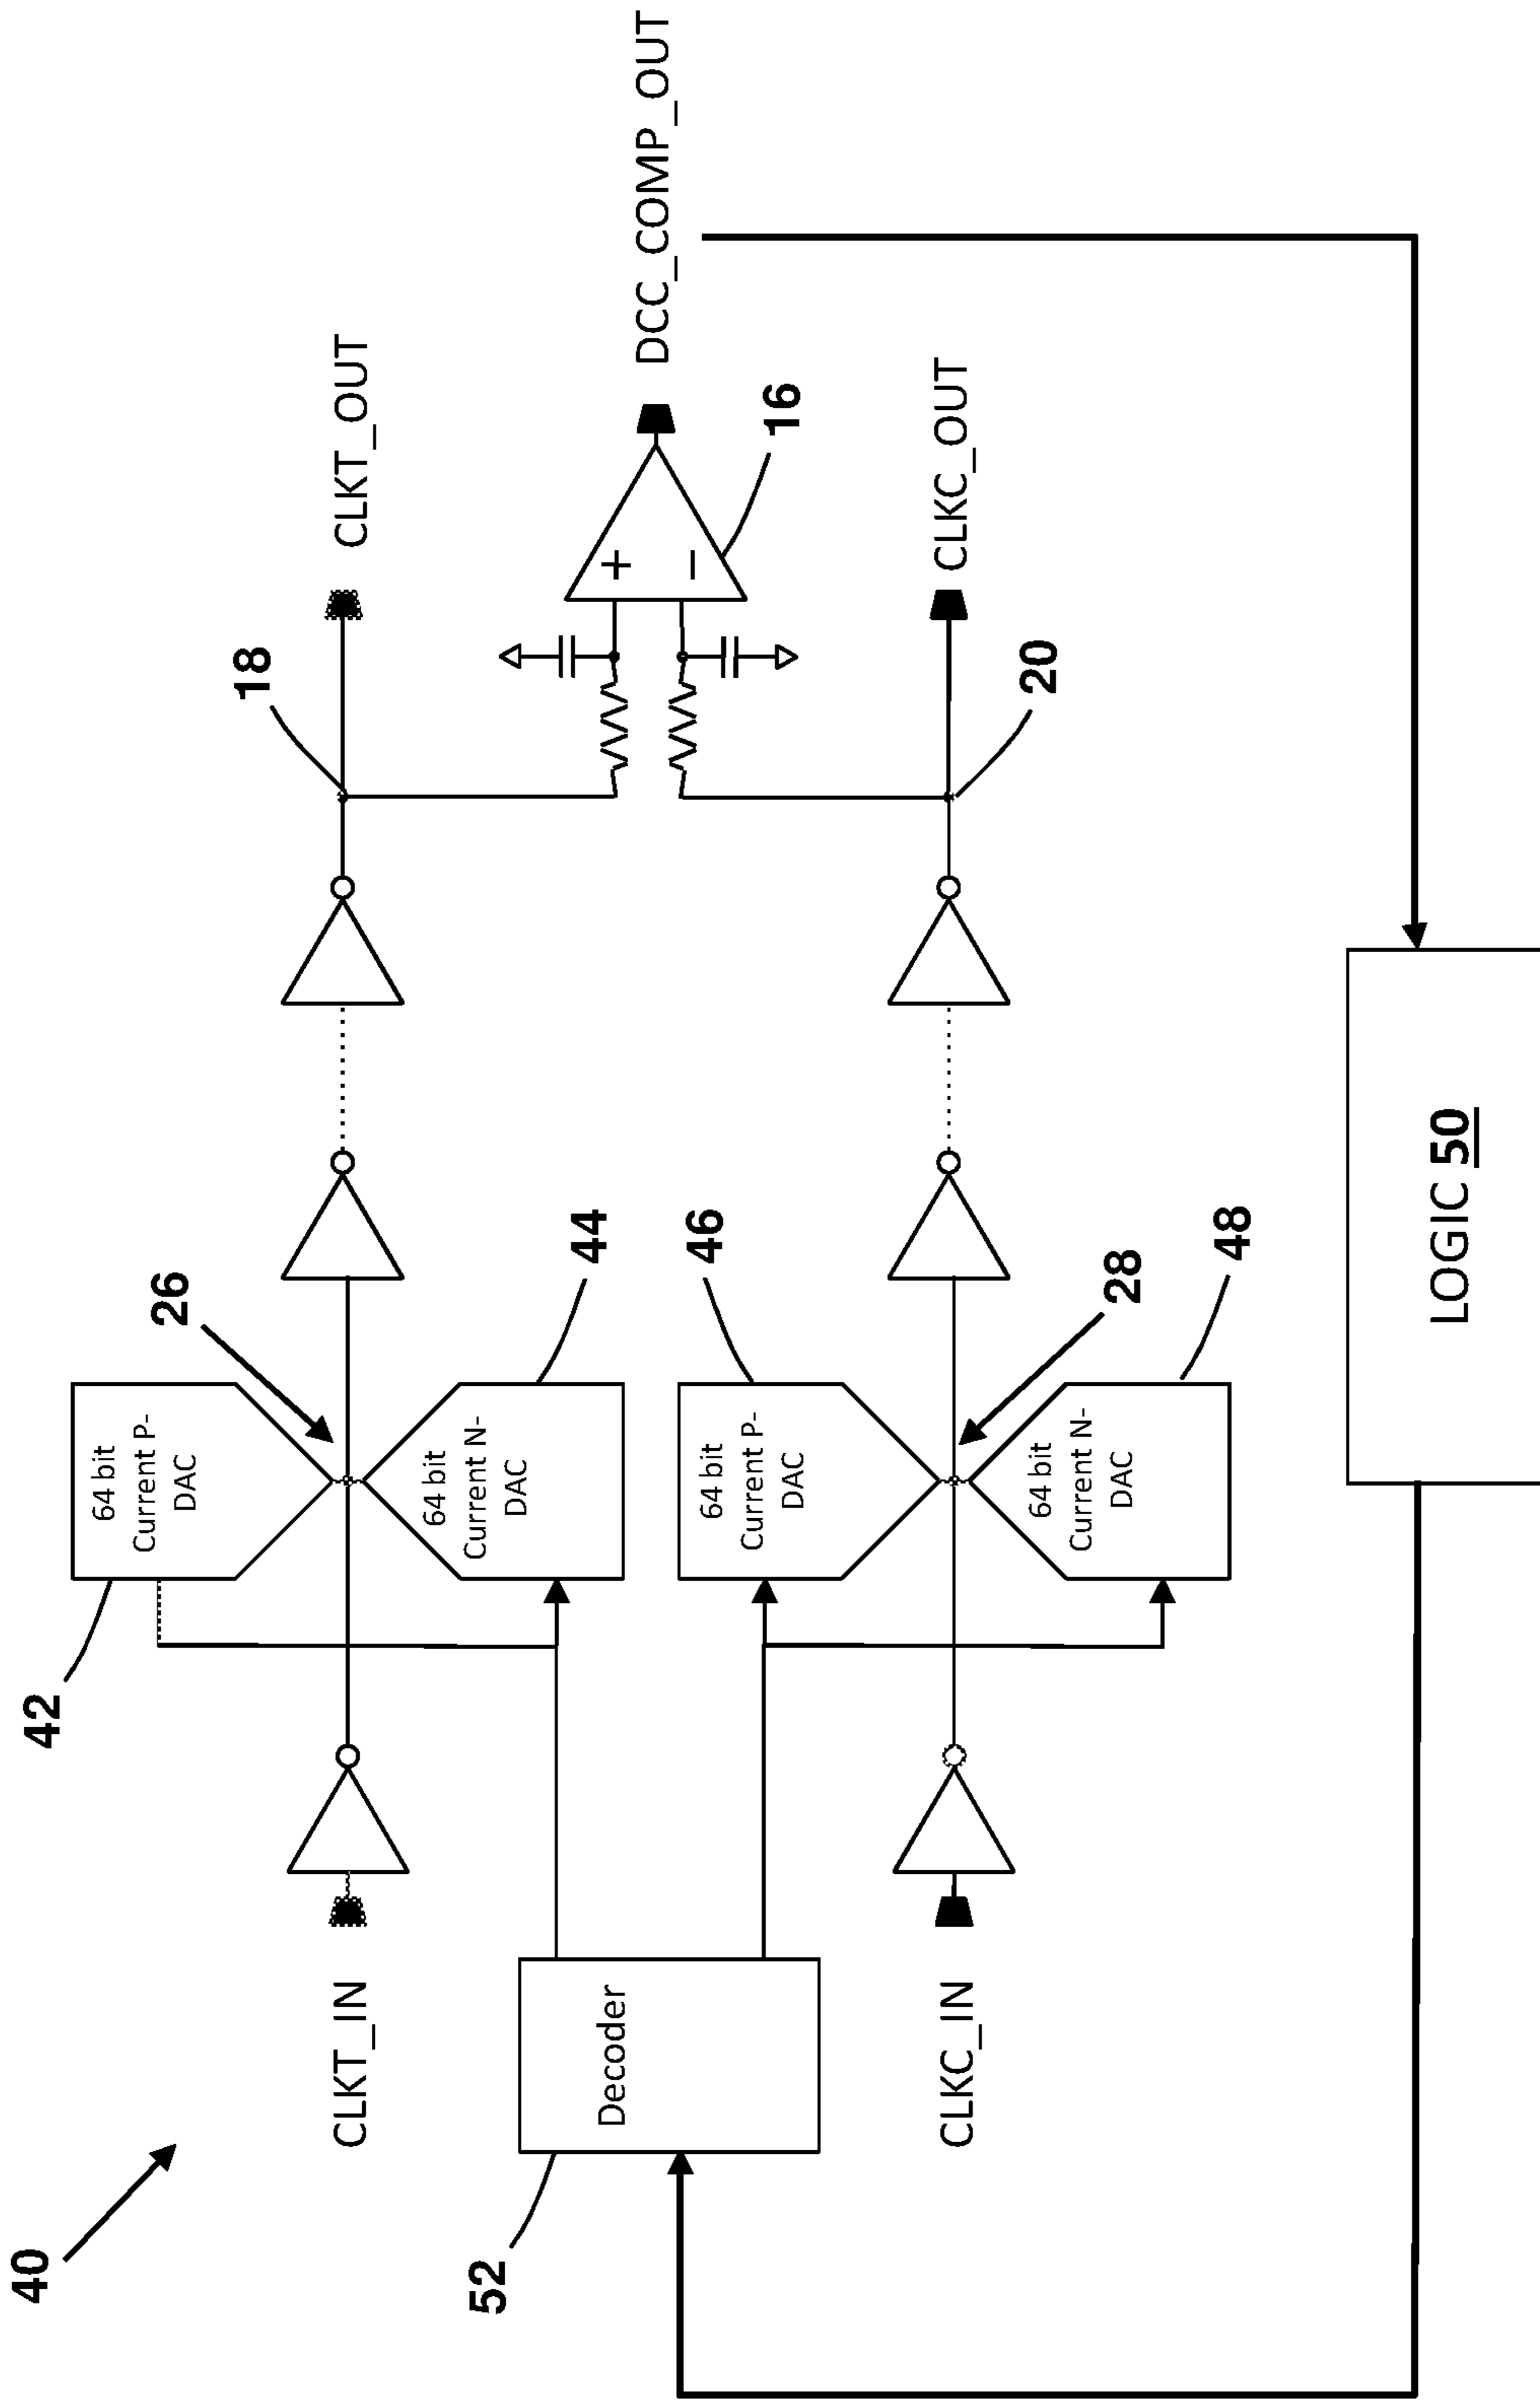 40
42
64 bit
Current P-
DAC
26
18
CLKT_IN
CLKT_OUT
64 bit
Current N-
DAC
44
52
Decoder
+
−
16
DCC_COMP_OUT
46
64 bit
Current P-
DAC
CLKC_IN
CLKC_OUT
28
20
64 bit
Current N-
DAC
48
LOGIC 50